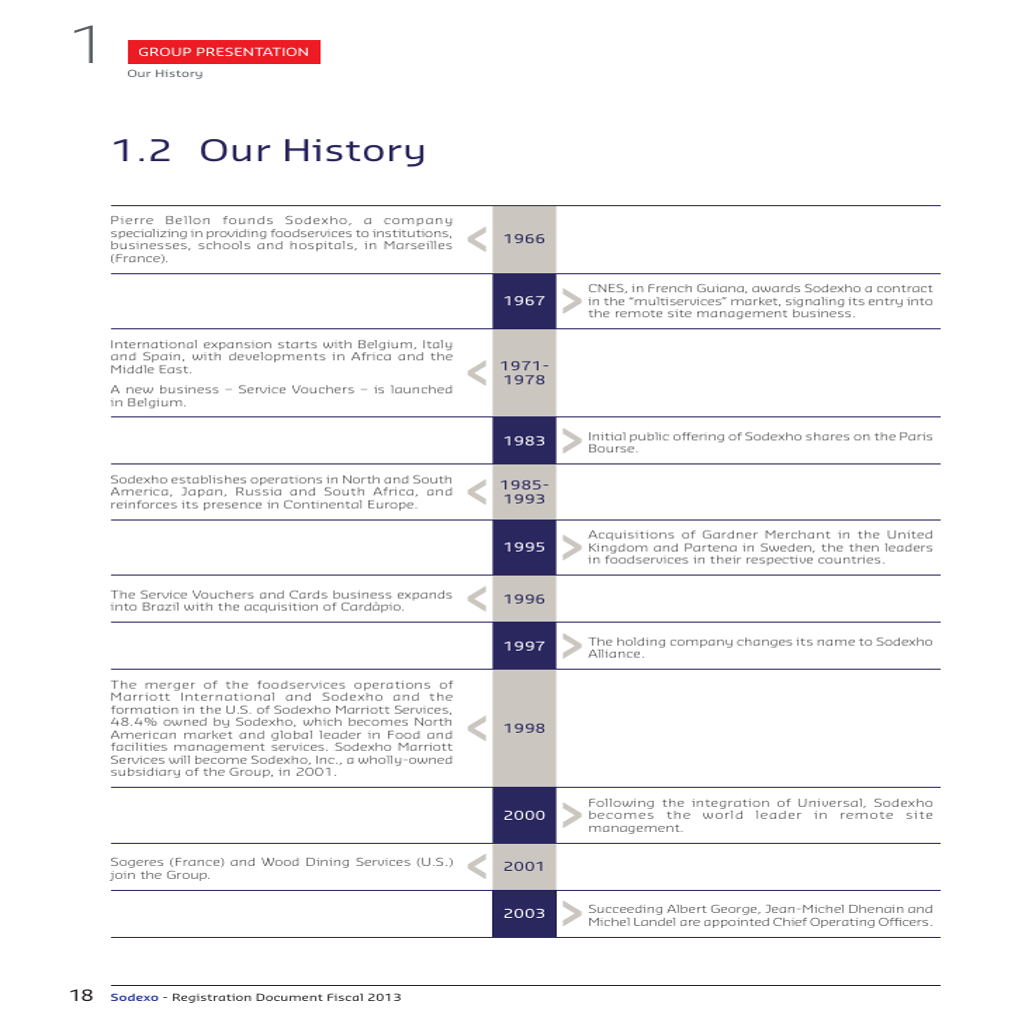 1
GROUP PRESENTATION
Our History
1.2 Our History
Pierre Bellon founds Sodexho, a company
specializing in providing foodservices to institutions,
businesses, schools and hospitals, in Marseilles
(France).
<
1966
1967
>
CNES, in French Guiana, awards Sodexho a contract
in the “multiservices” market, signaling its entry into
the remote site management business.
International expansion starts with Belgium, Italy
and Spain, with developments in Africa and the
Middle East.
A new business – Service Vouchers – is launched
in Belgium.
<
1971-
1978
1983
>
Initial public offering of Sodexho shares on the Paris
Bourse.
Sodexho establishes operations in North and South
America, Japan, Russia and South Africa, and
reinforces its presence in Continental Europe.
<
1985-
1993
1995
>
Acquisitions of Gardner Merchant in the United
Kingdom and Partena in Sweden, the then leaders
in foodservices in their respective countries.
The Service Vouchers and Cards business expands
into Brazil with the acquisition of Cardàpio.
<
1996
1997
>
The holding company changes its name to Sodexho
Alliance.
The merger of the foodservices operations of
Marriott International and Sodexho and the
formation in the U.S. of Sodexho Marriott Services,
48.4% owned by Sodexho, which becomes North
American market and global leader in Food and
facilities management services. Sodexho Marriott
Services will become Sodexho, Inc., a wholly-owned
subsidiary of the Group, in 2001.
<
1998
2000
>
Following the integration of Universal, Sodexho
becomes the world leader in remote site
management.
Sogeres (France) and Wood Dining Services (U.S.)
join the Group.
<
2001
2003
>
Succeeding Albert George, Jean-Michel Dhenain and
Michel Landel are appointed Chief Operating Officers.
18 Sodexo - Registration Document Fiscal 2013